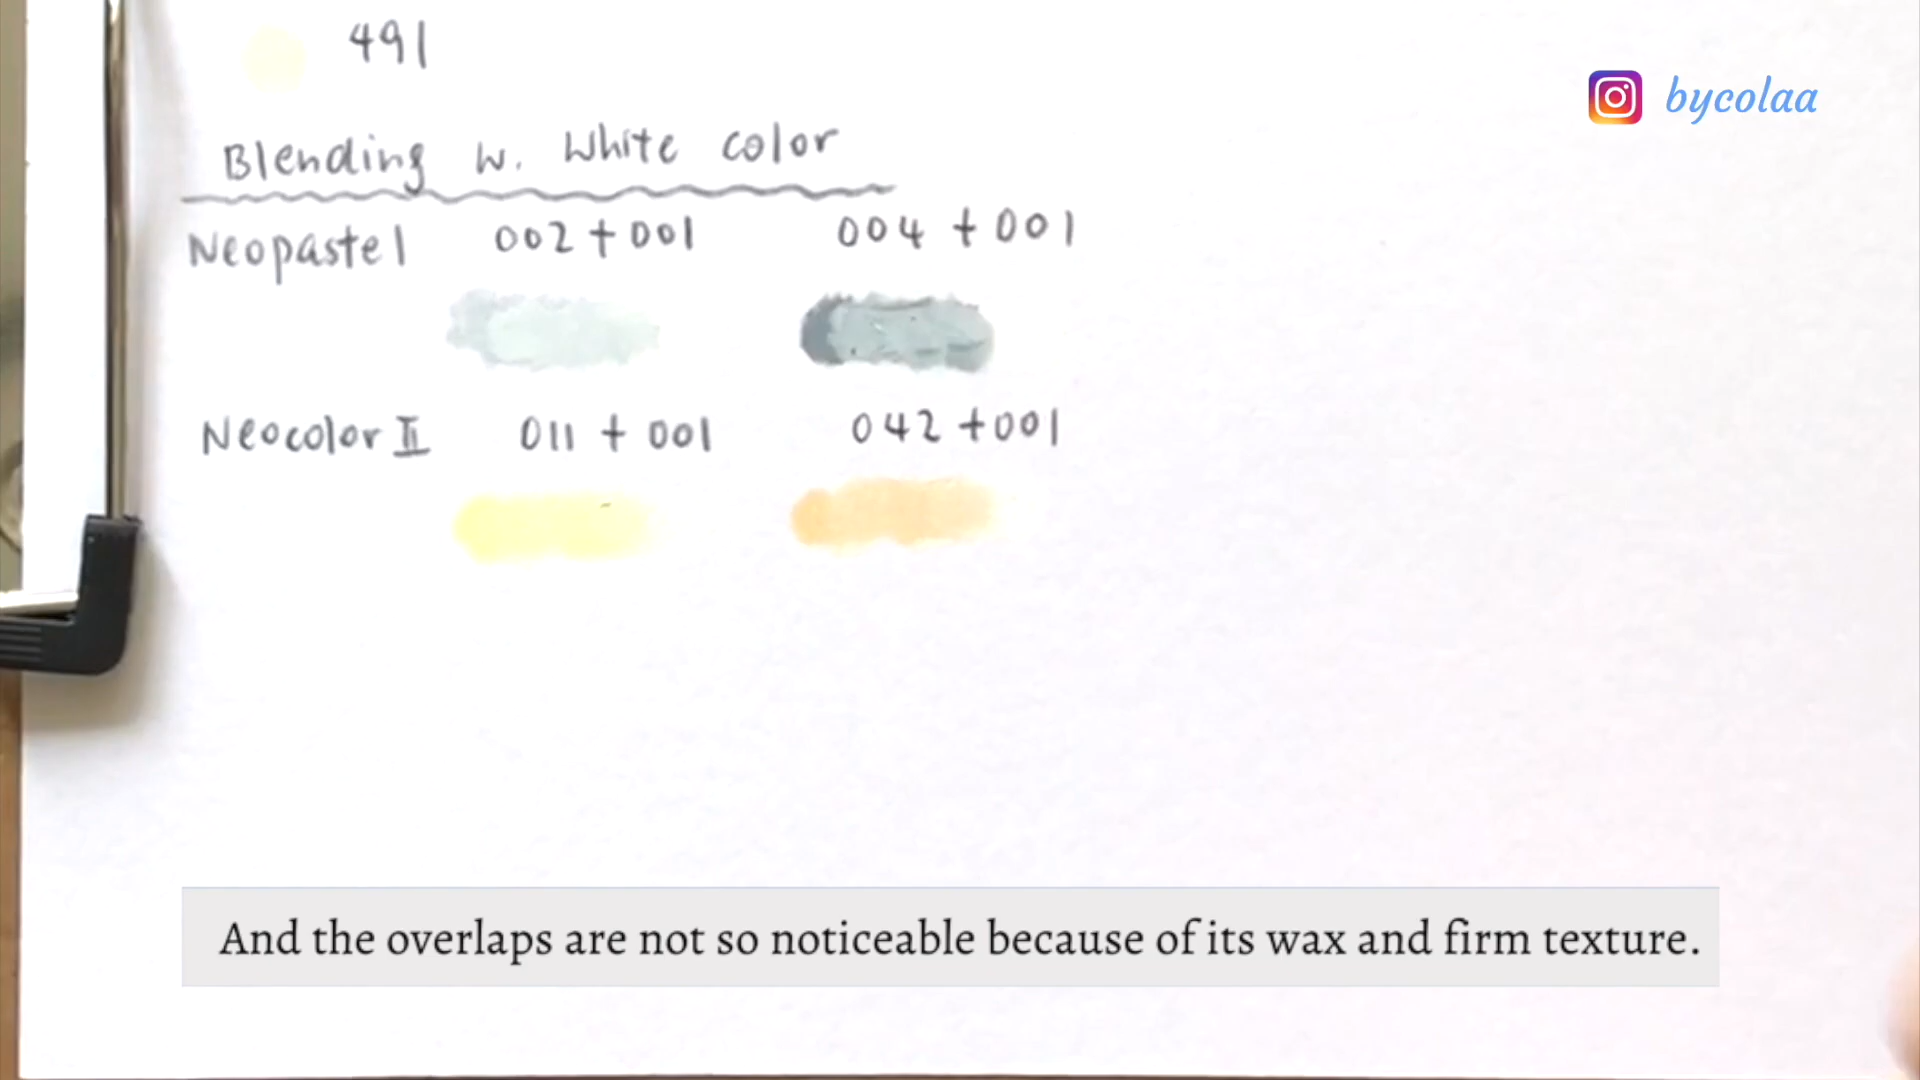 491
bycolaa
Blending w. White color
Neopastel 002 + 001 004 + 001
Neocolor II 011 + 001 042 + 001
And the overlaps are not so noticeable because of its wax and firm texture.